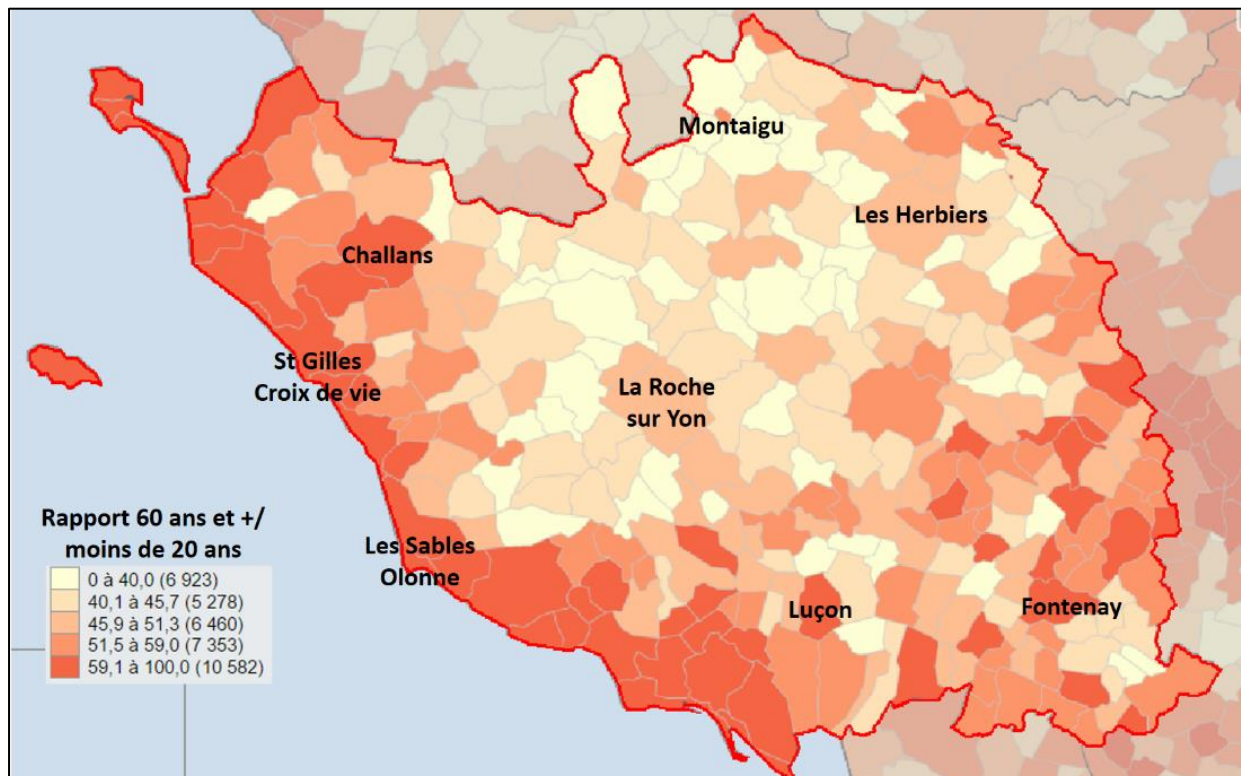 Montaigu
Les Herbiers
Challans
St Gilles
Croix de vie
La Roche
sur Yon
Rapport 60 ans et +/
moins de 20 ans
0 à 40,0 (6 923)
40,1 à 45,7 (5 278)
45,9 à 51,3 (6 460)
51,5 à 59,0 (7 353)
59,1 à 100,0 (10 582)
Les Sables
Olonne
Luçon
Fontenay